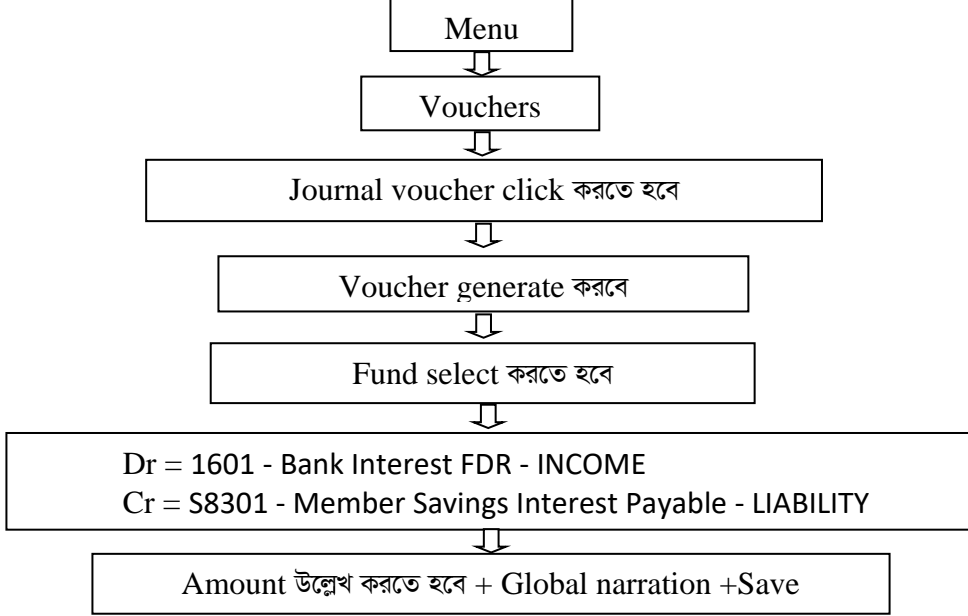 Menu
Vouchers
Journal voucher click করতে হবে
Voucher generate করবে
Fund select করতে হবে
Dr = 1601 - Bank Interest FDR - INCOME
Cr = S8301 - Member Savings Interest Payable - LIABILITY
Amount উল্লেখ করতে হবে + Global narration +Save